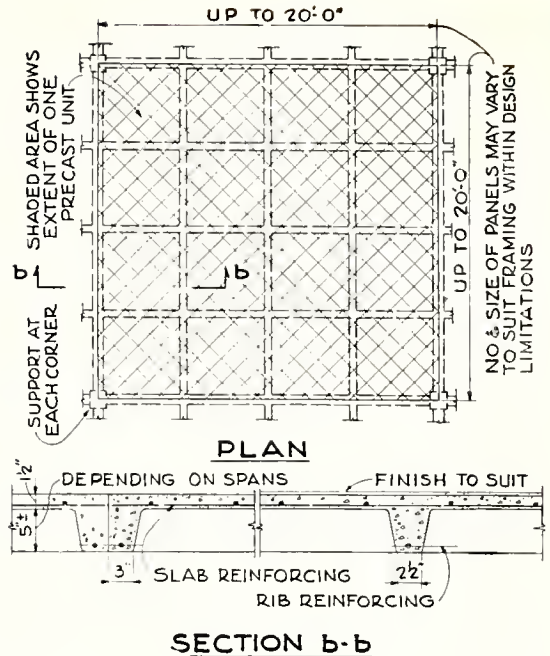 UP TO 20'-0"
SHADED AREA SHOWS
EXTENT OF ONE
PRECAST UNIT
UP TO 20'-0"
NO & SIZE OF PANELS MAY VARY
TO SUIT FRAMING WITHIN DESIGN
LIMITATIONS
b
b
SUPPORT AT
EACH CORNER
PLAN
1½"
DEPENDING ON SPANS
FINISH TO SUIT
5" ±
3"
SLAB REINFORCING
2½"
RIB REINFORCING
SECTION b-b